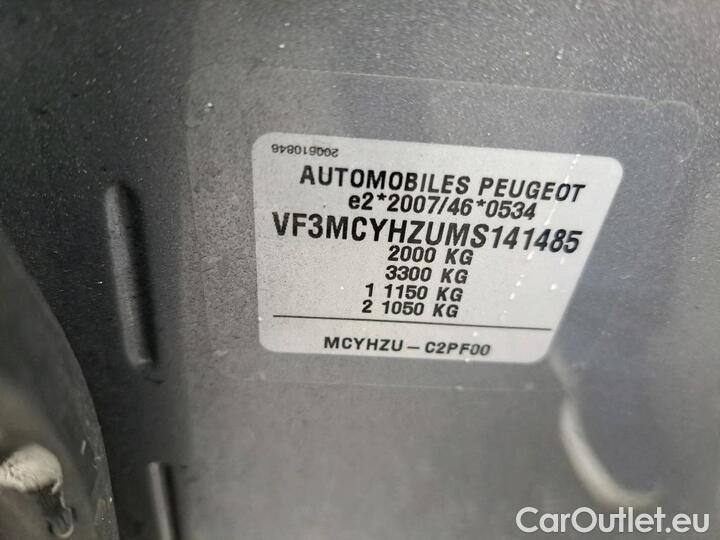 20Q610846
AUTOMOBILES PEUGEOT
e2*2007/46*0534
VF3MCYHZUMS141485
2000 KG
3300 KG
1 1150 KG
2 1050 KG
MCYHZU - C2PF00
CarOutlet.eu